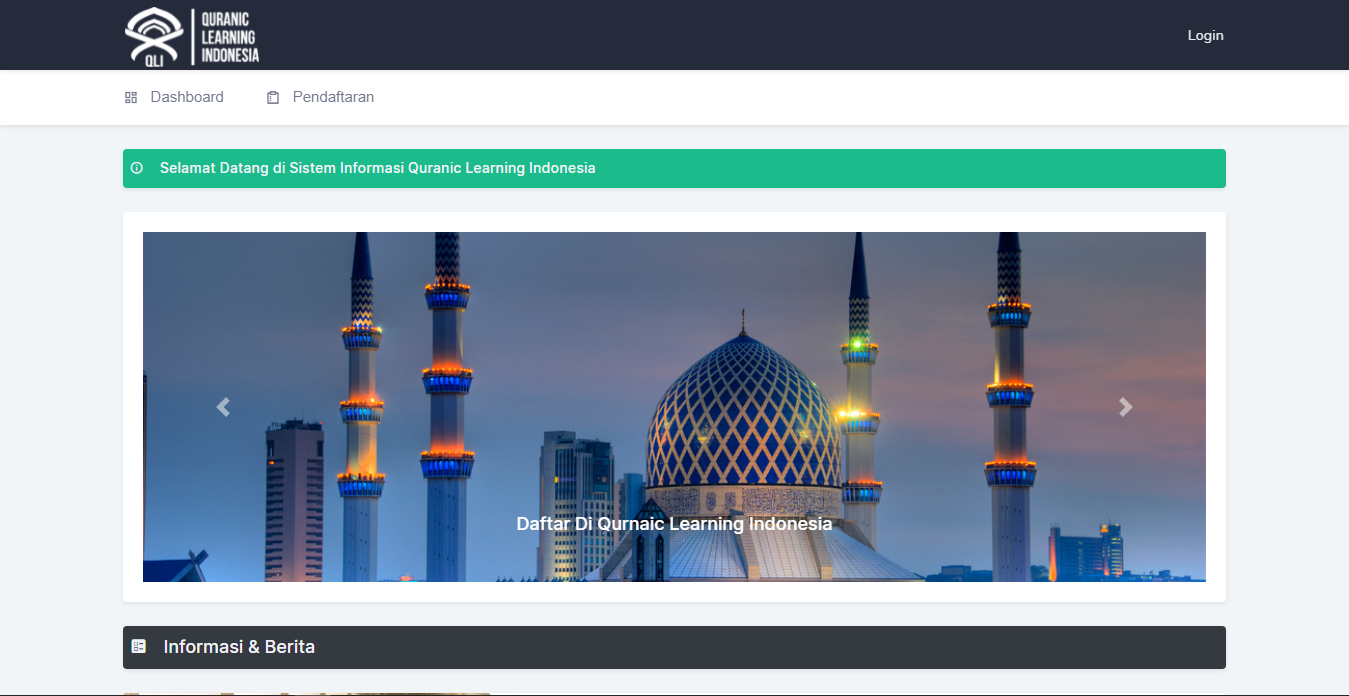 QURANIC
LEARNING
INDONESIA
QLI
Login
Dashboard
Pendaftaran
Selamat Datang di Sistem Informasi Quranic Learning Indonesia
Daftar Di Qurnaic Learning Indonesia
Informasi & Berita